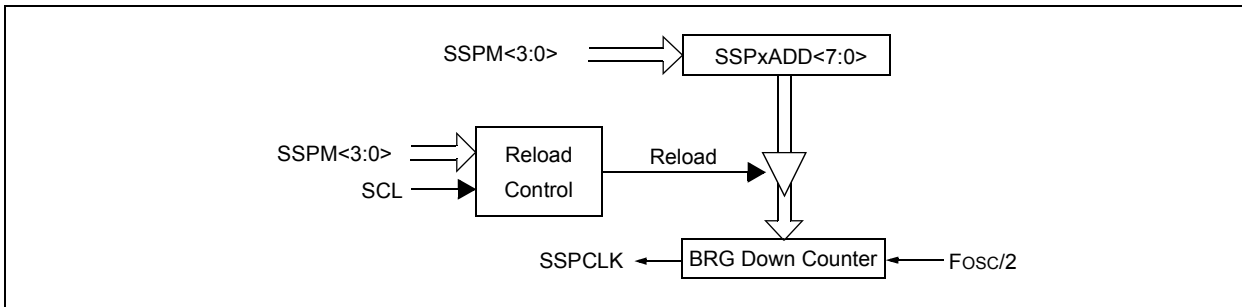 SSPM<3:0>
SSPxADD<7:0>
SSPM<3:0>
SCL
Reload
Control
Reload
SSPCLK
BRG Down Counter
FOSC/2